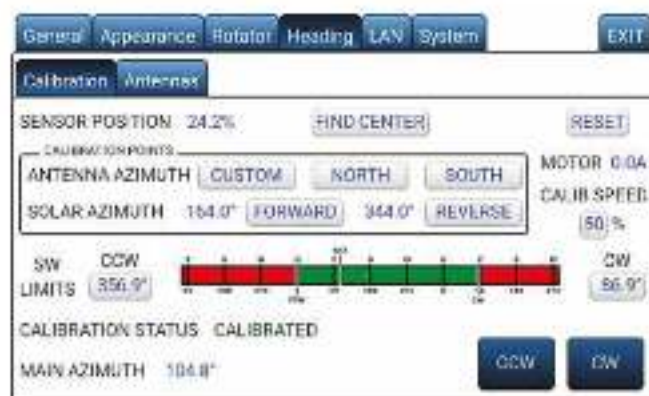 General Appearance Rotator Heading LAN System EXIT
Calibration Antennas
SENSOR POSITION 24.2% FIND CENTER RESET
CALIBRATION POINTS
ANTENNA AZIMUTH CUSTOM NORTH SOUTH
MOTOR 0.0A
SOLAR AZIMUTH 164.0° FORWARD 344.0° REVERSE
CALIB SPEED
50 %
SW LIMITS CCW 356.9° CW 86.9°
CALIBRATION STATUS CALIBRATED
MAIN AZIMUTH 104.8° CCW CW